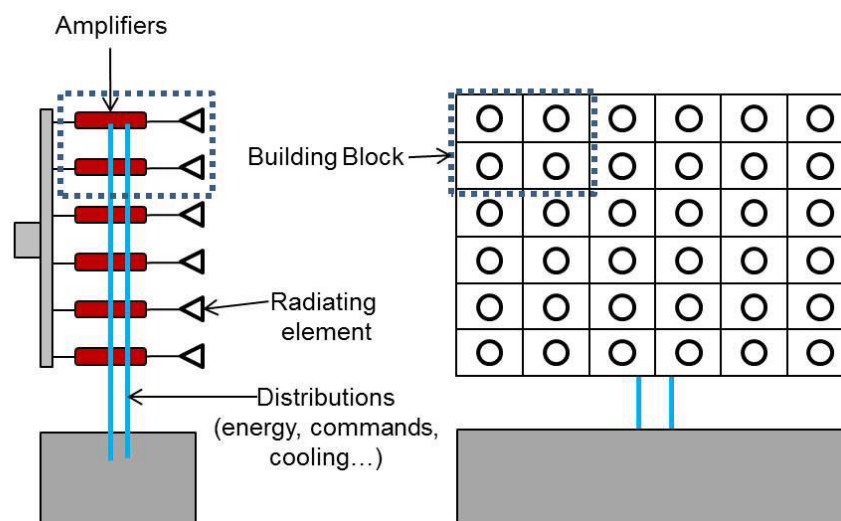 Amplifiers
Building Block
Radiating
element
Distributions
(energy, commands,
cooling…)